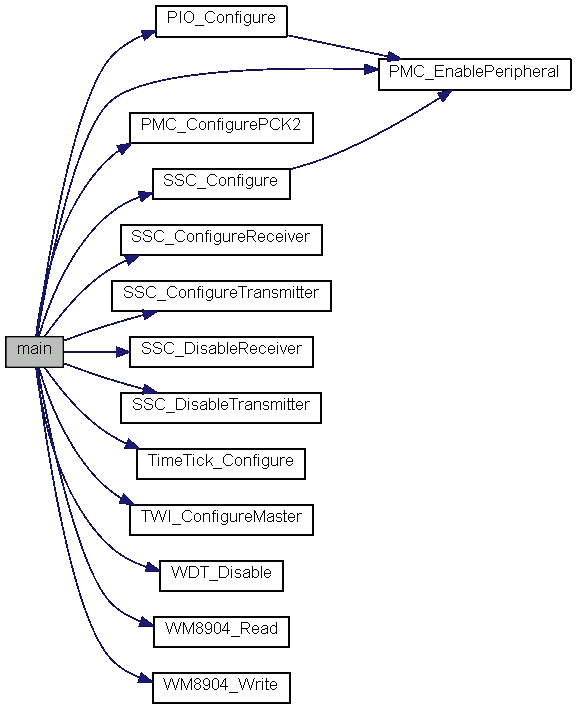 PIO_Configure
PMC_EnablePeripheral
PMC_ConfigurePCK2
SSC_Configure
SSC_ConfigureReceiver
SSC_ConfigureTransmitter
main
SSC_DisableReceiver
SSC_DisableTransmitter
TimeTick_Configure
TWI_ConfigureMaster
WDT_Disable
WM8904_Read
WM8904_Write